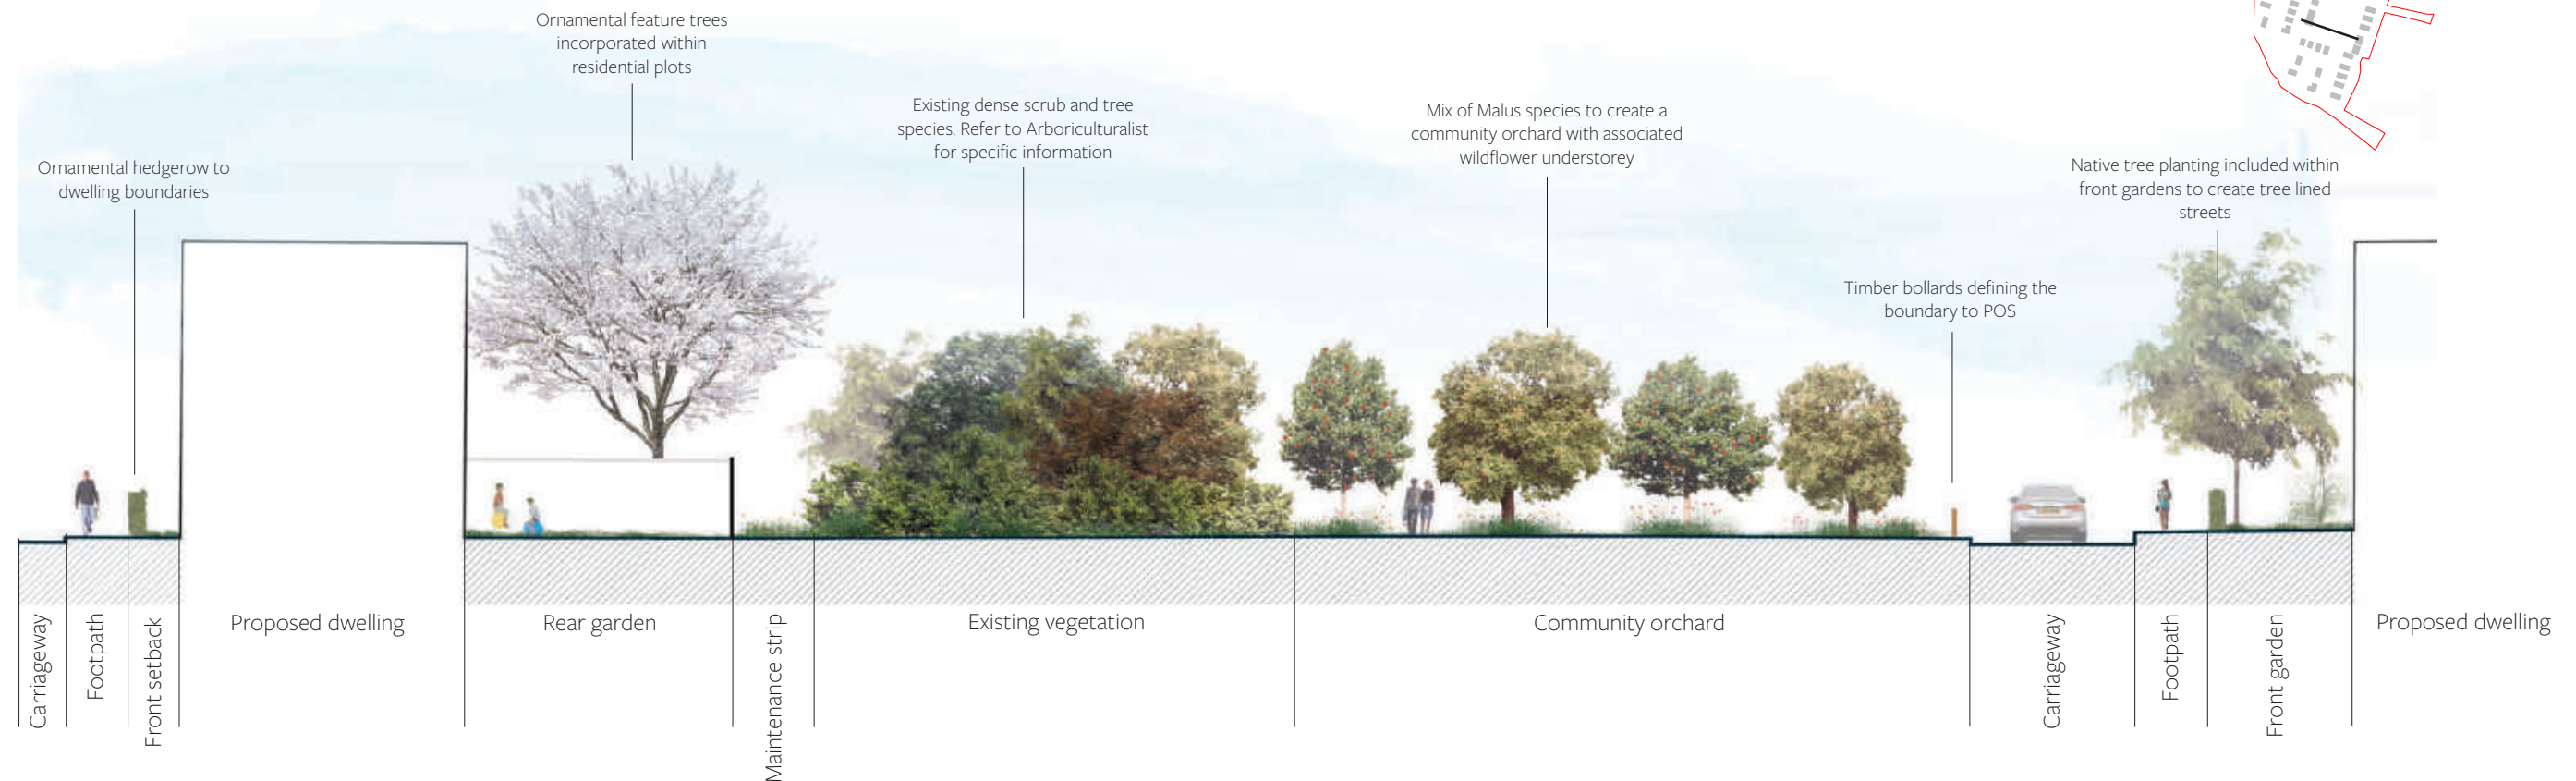 Ornamental hedgerow to
dwelling boundaries
Ornamental feature trees
incorporated within
residential plots
Existing dense scrub and tree
species. Refer to Arboriculturalist
for specific information
Mix of Malus species to create a
community orchard with associated
wildflower understorey
Timber bollards defining the
boundary to POS
Native tree planting included within
front gardens to create tree lined
streets
Carriageway
Footpath
Front setback
Proposed dwelling
Rear garden
Maintenance strip
Existing vegetation
Community orchard
Carriageway
Footpath
Front garden
Proposed dwelling